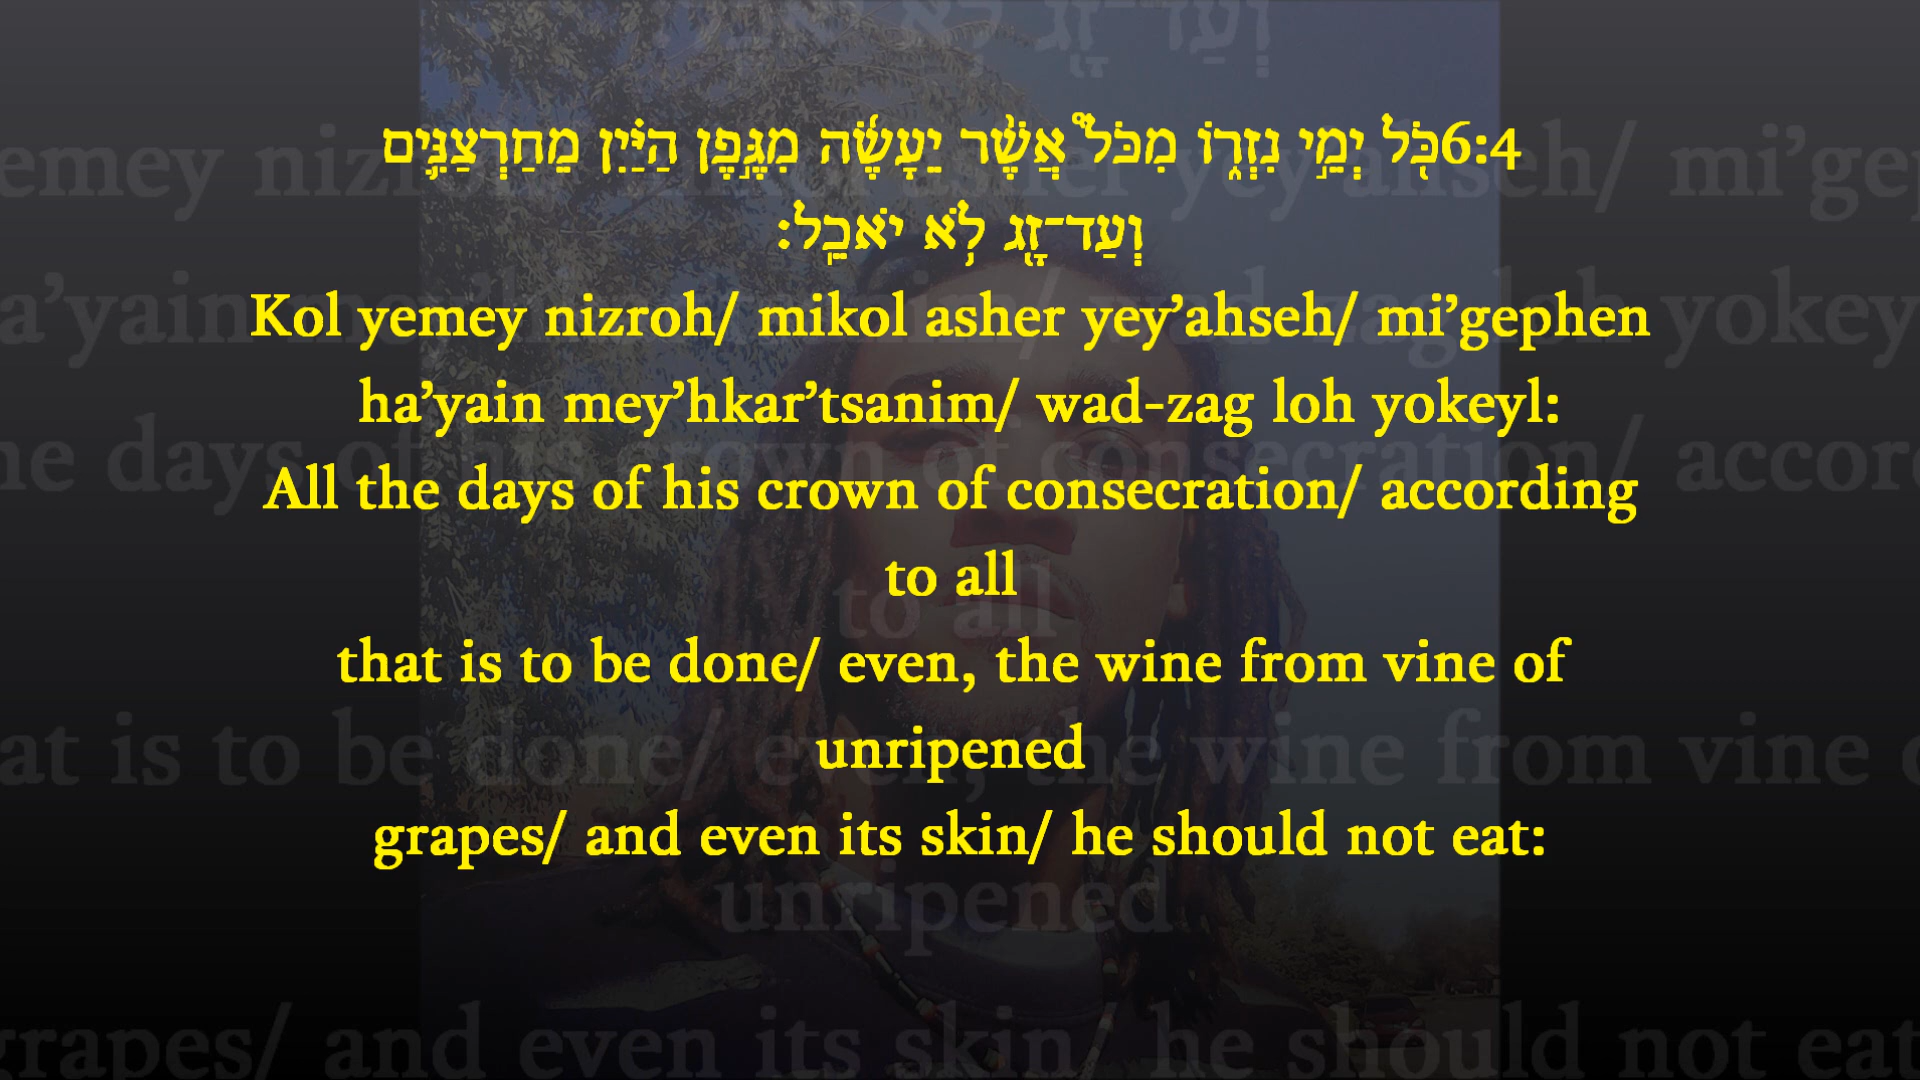 6:4כֹּ֖ל יְמֵ֣י נִזְר֑וֹ מִכֹּל֩ אֲשֶׁ֨ר יֵעָשֶׂ֜ה מִגֶּ֣פֶן הַיַּ֗יִן מֵחַרְצַנִּ֛ים
וְעַד־זָ֖ג לֹ֥א יֹאכֵֽל׃
Kol yemey nizroh/ mikol asher yey’ahseh/ mi’gephen
ha’yain mey’hkar’tsanim/ wad-zag loh yokeyl:
All the days of his crown of consecration/ according
to all
that is to be done/ even, the wine from vine of
unripened
grapes/ and even its skin/ he should not eat: